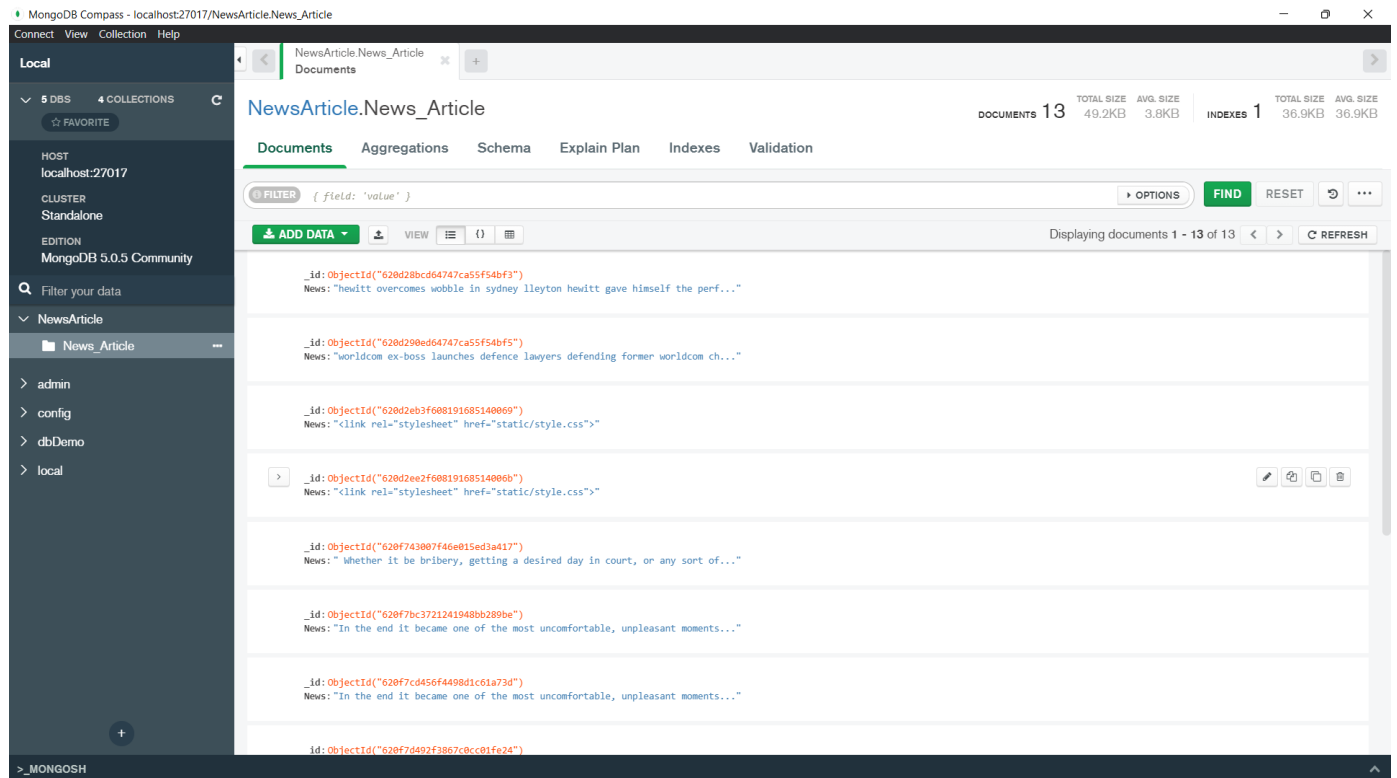 MongoDB Compass - localhost:27017/NewsArticle.News_Article
Connect View Collection Help
Local
NewsArticle.News_Article
Documents
5 DBS 4 COLLECTIONS
FAVORITE
HOST
localhost:27017
CLUSTER
Standalone
EDITION
MongoDB 5.0.5 Community
Filter your data
NewsArticle
News_Article
admin
config
dbDemo
local
NewsArticle.News_Article
DOCUMENTS 13 TOTAL SIZE 49.2KB AVG. SIZE 3.8KB INDEXES 1 TOTAL SIZE 36.9KB AVG. SIZE 36.9KB
Documents Aggregations Schema Explain Plan Indexes Validation
FILTER { field: 'value' } OPTIONS FIND RESET
ADD DATA VIEW {} Displaying documents 1 - 13 of 13 REFRESH
_id:ObjectId("620d28bcd64747ca55f54bf3")
News:"hewitt overcomes wobble in sydney lleyton hewitt gave himself the perf..."
_id:ObjectId("620d290ed64747ca55f54bf5")
News:"worldcom ex-boss launches defence lawyers defending former worldcom ch..."
_id:ObjectId("620d2eb3f608191685140069")
News:"<link rel="stylesheet" href="static/style.css">"
_id:ObjectId("620d2ee2f60819168514006b")
News:"<link rel="stylesheet" href="static/style.css">"
_id:ObjectId("620f743007f46e015ed3a417")
News:" Whether it be bribery, getting a desired day in court, or any sort of..."
_id:ObjectId("620f7bc3721241948bb289be")
News:"In the end it became one of the most uncomfortable, unpleasant moments..."
_id:ObjectId("620f7cd456f4498d1c61a73d")
News:"In the end it became one of the most uncomfortable, unpleasant moments..."
_id:ObjectId("620f7d492f3867c0cc01fe24")
>_MONGOSH